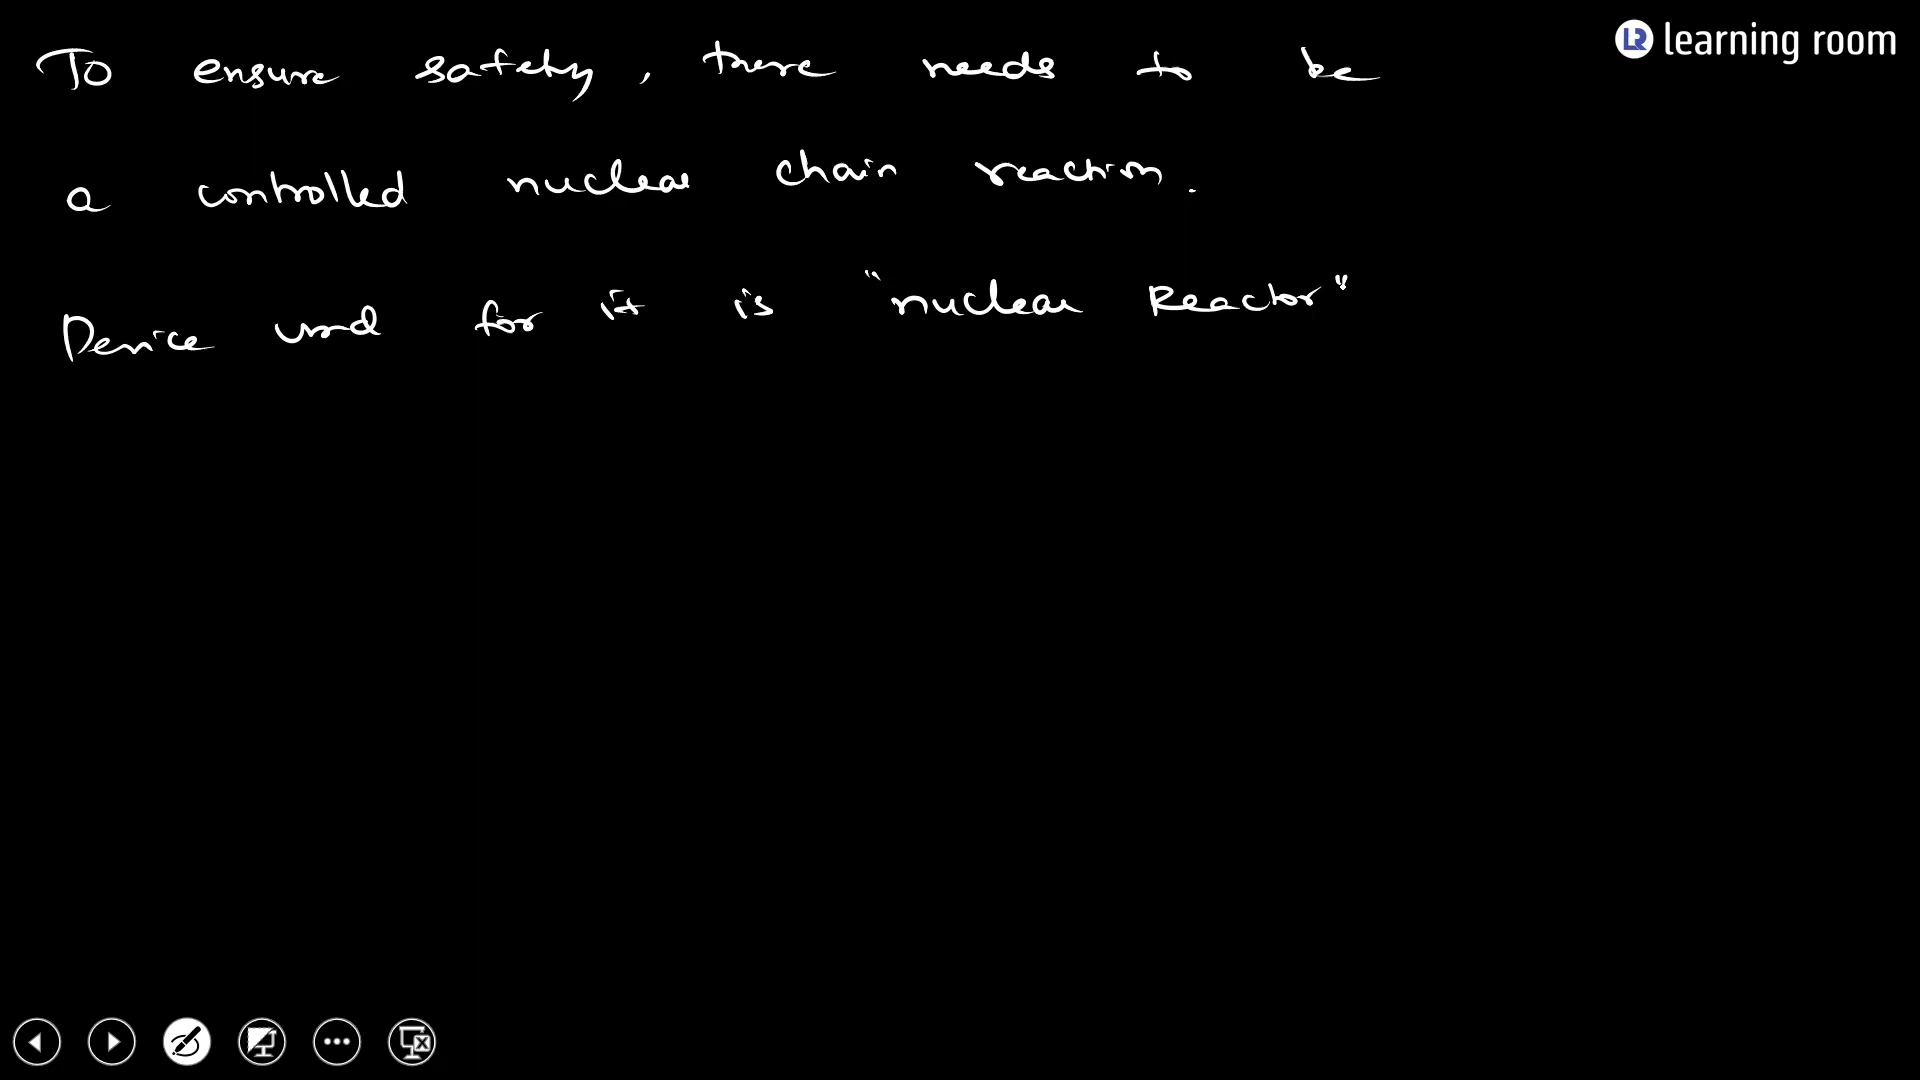 learning room
To ensure safety, there needs to be
a controlled nuclear chain reaction.
Device used for it is "nuclear Reactor"